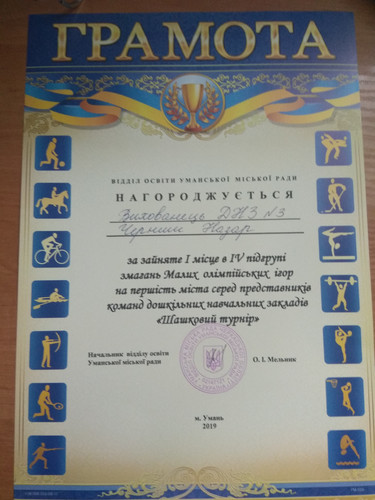 ГРАМОТА
ВІДДІЛ ОСВІТИ УМАНСЬКОЇ МІСЬКОЇ РАДИ
НАГОРОДЖУЄТЬСЯ
Вихованець ДНЗ №3
Черниш Назар
за зайняте І місце в IV підгрупі
змагань Малих олімпійських ігор
на першість міста серед представників
команд дошкільних навчальних закладів
«Шашковий турнір»
Начальник відділу освіти
Уманської міської ради
О. І. Мельник
м. Умань
2019